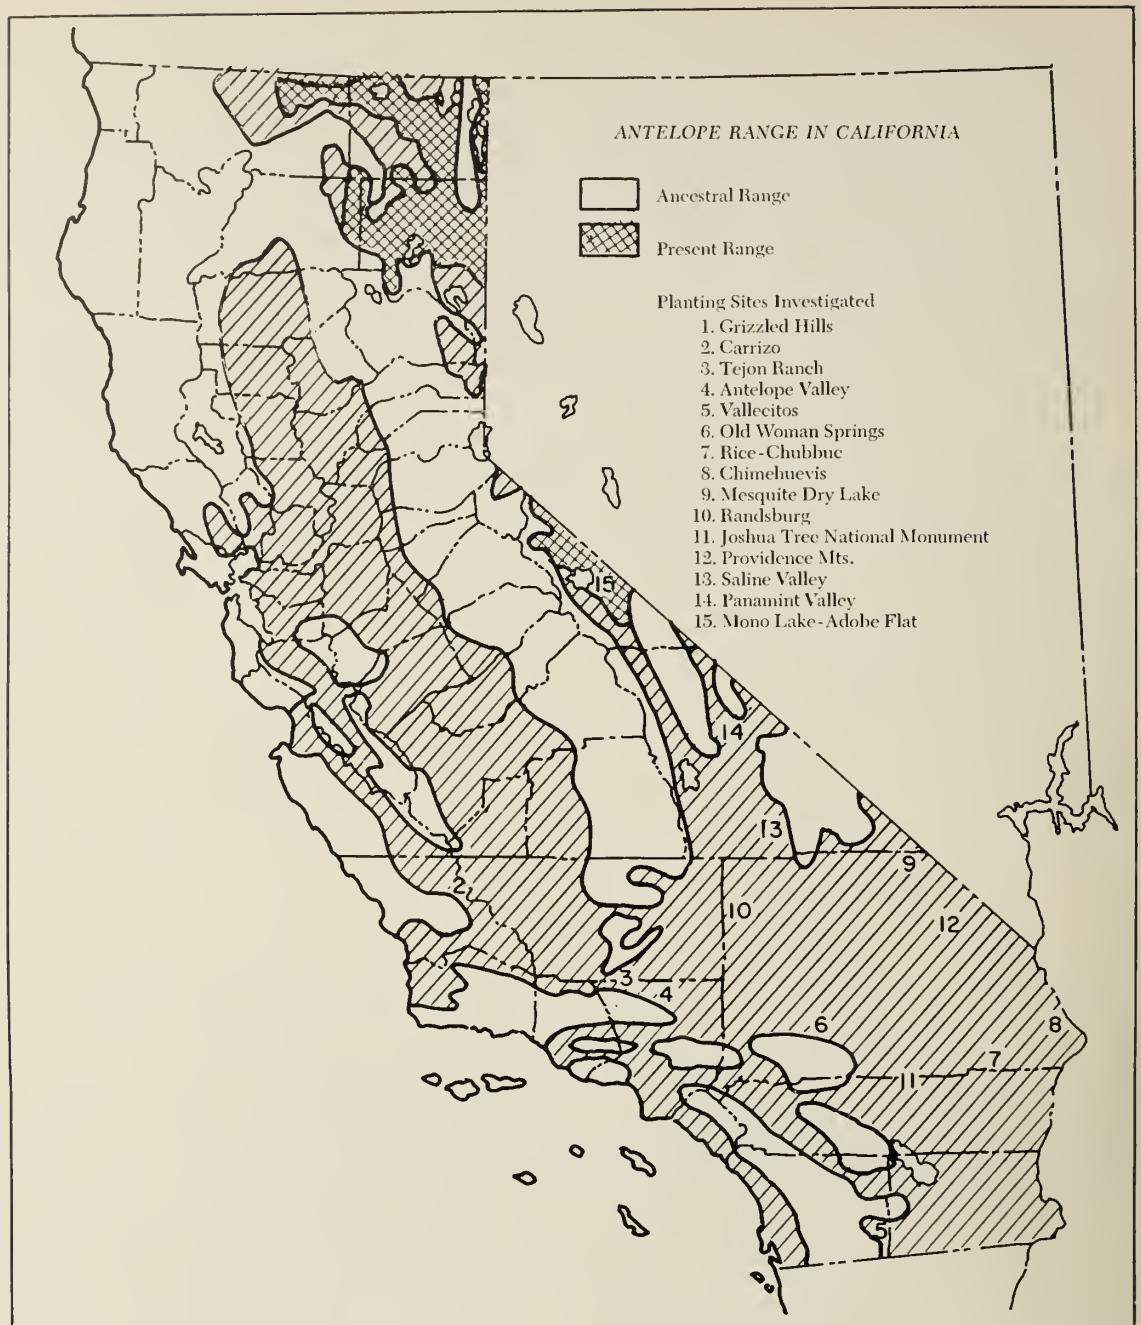 ANTELOPE RANGE IN CALIFORNIA
Ancestral Range
Present Range
Planting Sites Investigated
1. Grizzled Hills
2. Carrizo
3. Tejon Ranch
4. Antelope Valley
5. Vallecitos
6. Old Woman Springs
7. Rice-Chubbuc
8. Chimehuevis
9. Mesquite Dry Lake
10. Randsburg
11. Joshua Tree National Monument
12. Providence Mts.
13. Saline Valley
14. Panamint Valley
15. Mono Lake-Adobe Flat
15
14
13
9
2
10
12
3
4
6
8
7
11
5